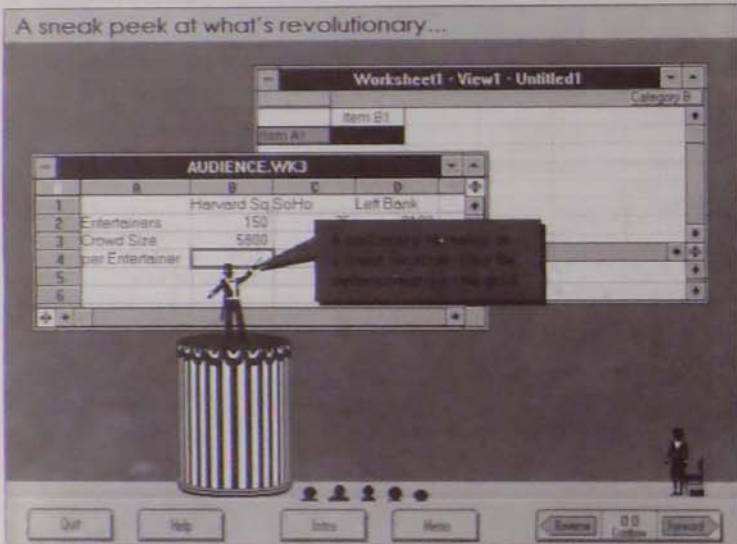 A sneak peek at what's revolutionary...
Worksheet1 - View1 - Untitled1
Category B
Item B1
Item A1
AUDIENCE.WK3
A B C D
1 Harvard Sq SoHo Left Bank
2 Entertainers 150
3 Crowd Size 5800
4 per Entertainer
5
6
Quit Help Intro Menu Reverse Continue Forward